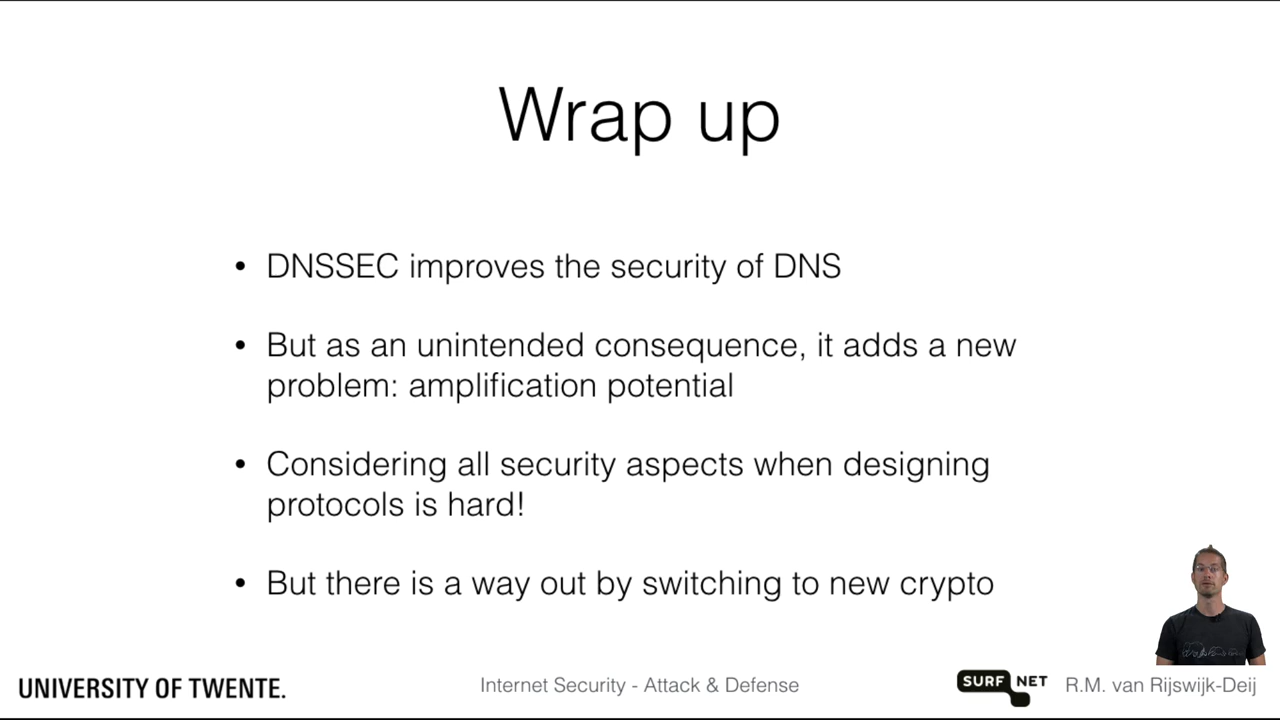 Wrap up
• DNSSEC improves the security of DNS
• But as an unintended consequence, it adds a new
problem: amplification potential
• Considering all security aspects when designing
protocols is hard!
• But there is a way out by switching to new crypto
UNIVERSITY OF TWENTE.
Internet Security - Attack & Defense
SURF NET
R.M. van Rijswijk-Deij